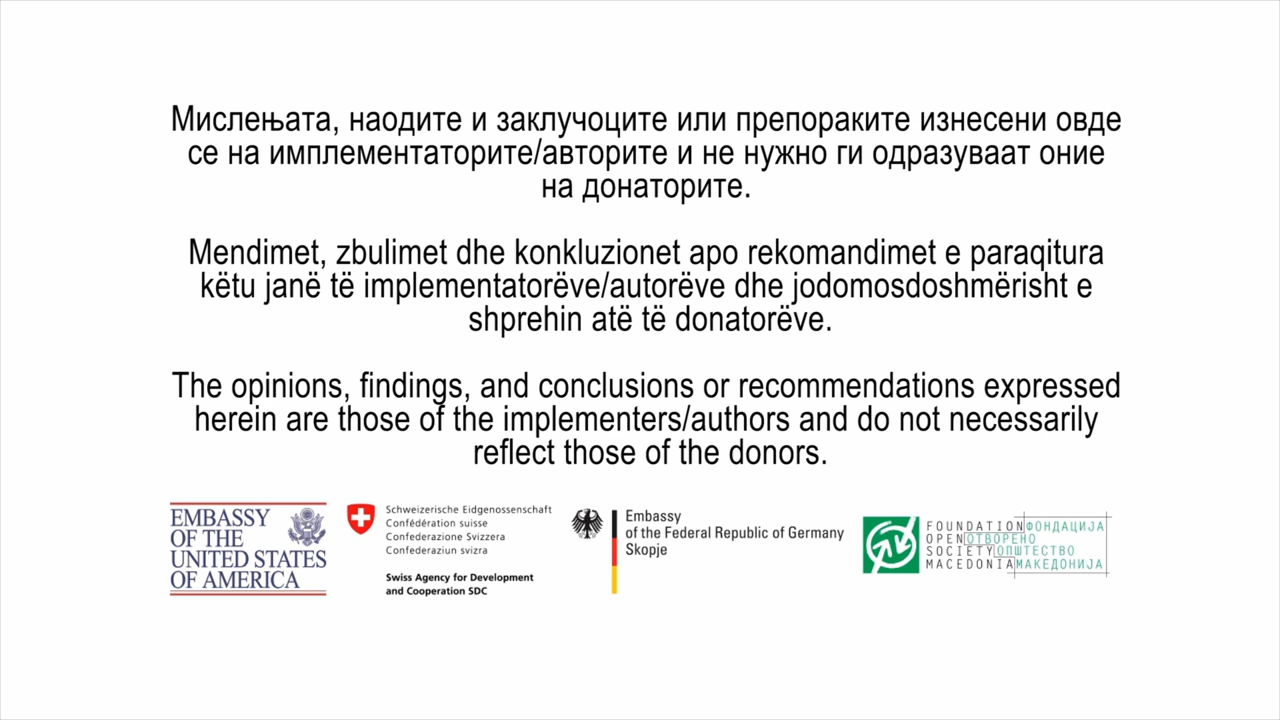 Мислењата, наодите и заклучоците или препораките изнесени овде
се на имплементаторите/авторите и не нужно ги одразуваат оние
на донаторите.
Mendimet, zbulimet dhe konkluzionet apo rekomandimet e paraqitura
këtu janë të implementatorëve/autorëve dhe jodomosdoshmërisht e
shprehin atë të donatorëve.
The opinions, findings, and conclusions or recommendations expressed
herein are those of the implementers/authors and do not necessarily
reflect those of the donors.
EMBASSY
OF THE
UNITED STATES
OF AMERICA
Schweizerische Eidgenossenschaft
Confédération suisse
Confederazione Svizzera
Confederaziun svizra
Swiss Agency for Development
and Cooperation SDC
Embassy
of the Federal Republic of Germany
Skopje
FOUNDATION ФОНДАЦИЈА
OPEN ОТВОРЕНО
SOCIETY ОПШТЕСТВО
MACEDONIA МАКЕДОНИЈА